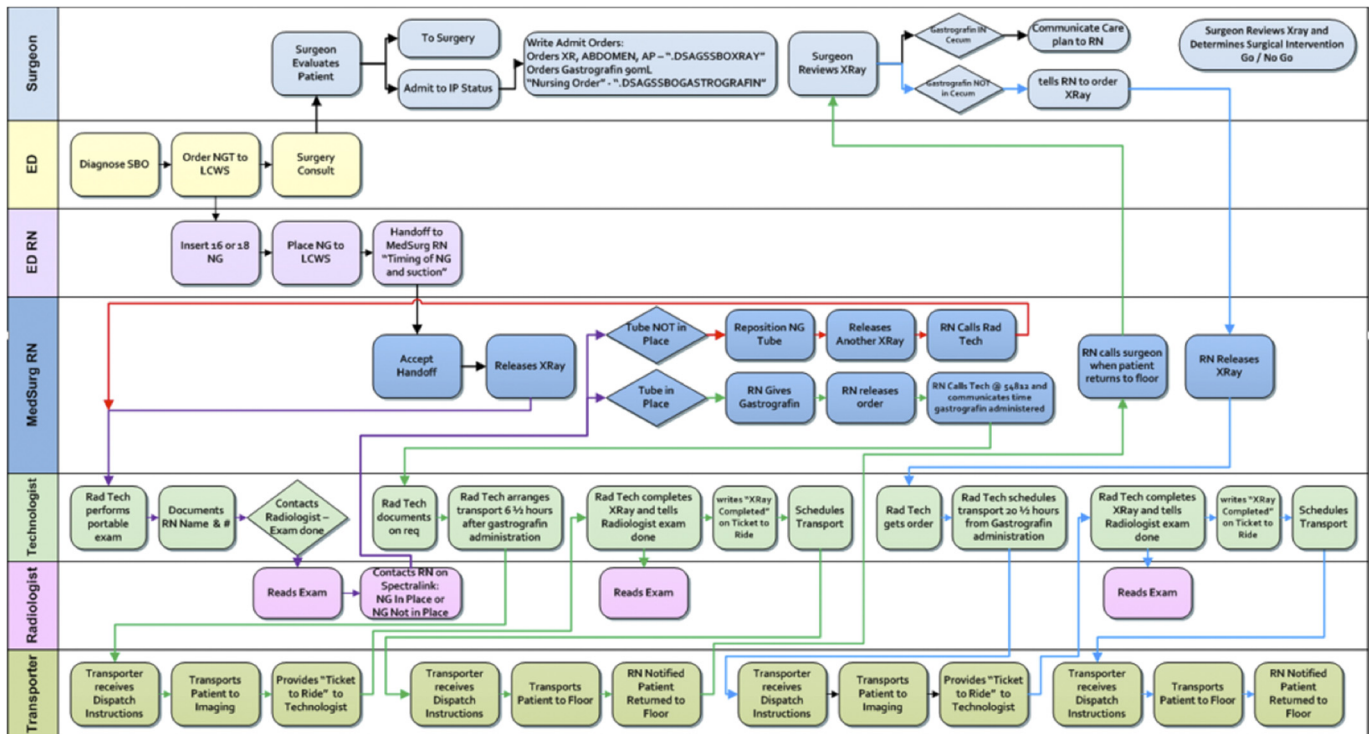 Surgeon
Surgeon
Evaluates
Patient
To Surgery
Admit to IP Status
Write Admit Orders:
Orders XR, ABDOMEN, AP – ".DSAGSSBOXRAY"
Orders Gastrografin 90mL
"Nursing Order" - ".DSAGSSBOGASTROGRAFIN"
Surgeon
Reviews XRay
Gastrografin IN
Cecum
Communicate Care
plan to RN
Gastrografin NOT
in Cecum
tells RN to order
XRay
Surgeon Reviews Xray and
Determines Surgical Intervention
Go / No Go
ED
Diagnose SBO
Order NGT to
LCWS
Surgery
Consult
ED RN
Insert 16 or 18
NG
Place NG to
LCWS
Handoff to
MedSurg RN
"Timing of NG
and suction"
MedSurg RN
Accept
Handoff
Releases XRay
Tube NOT in
Place
Reposition NG
Tube
Releases
Another XRay
RN Calls Rad
Tech
Tube in
Place
RN Gives
Gastrografin
RN releases
order
RN Calls Tech @ 54822 and
communicates time
gastrografin administered
RN calls surgeon
when patient
returns to floor
RN Releases
XRay
Technologist
Rad Tech
performs
portable
exam
Documents
RN Name & #
Contacts
Radiologist –
Exam done
Rad Tech
documents
on req
Rad Tech arranges
transport 6 ½ hours
after gastrografin
administration
Rad Tech completes
XRay and tells
Radiologist exam
done
writes "XRay
Completed"
on Ticket to
Ride
Schedules
Transport
Rad Tech
gets order
Rad Tech schedules
transport 20 ½ hours
from Gastrografin
administration
Rad Tech completes
XRay and tells
Radiologist exam
done
writes "XRay
Completed"
on Ticket to
Ride
Schedules
Transport
Radiologist
Reads Exam
Contacts RN on
Spectralink:
NG In Place or
NG Not in Place
Reads Exam
Reads Exam
Transporter
Transporter
receives
Dispatch
Instructions
Transports
Patient to
Imaging
Provides "Ticket
to Ride" to
Technologist
Transporter
receives
Dispatch
Instructions
Transports
Patient to Floor
RN Notified
Patient
Returned to
Floor
Transporter
receives
Dispatch
Instructions
Transports
Patient to
Imaging
Provides "Ticket
to Ride" to
Technologist
Transporter
receives
Dispatch
Instructions
Transports
Patient to Floor
RN Notified
Patient
Returned to
Floor